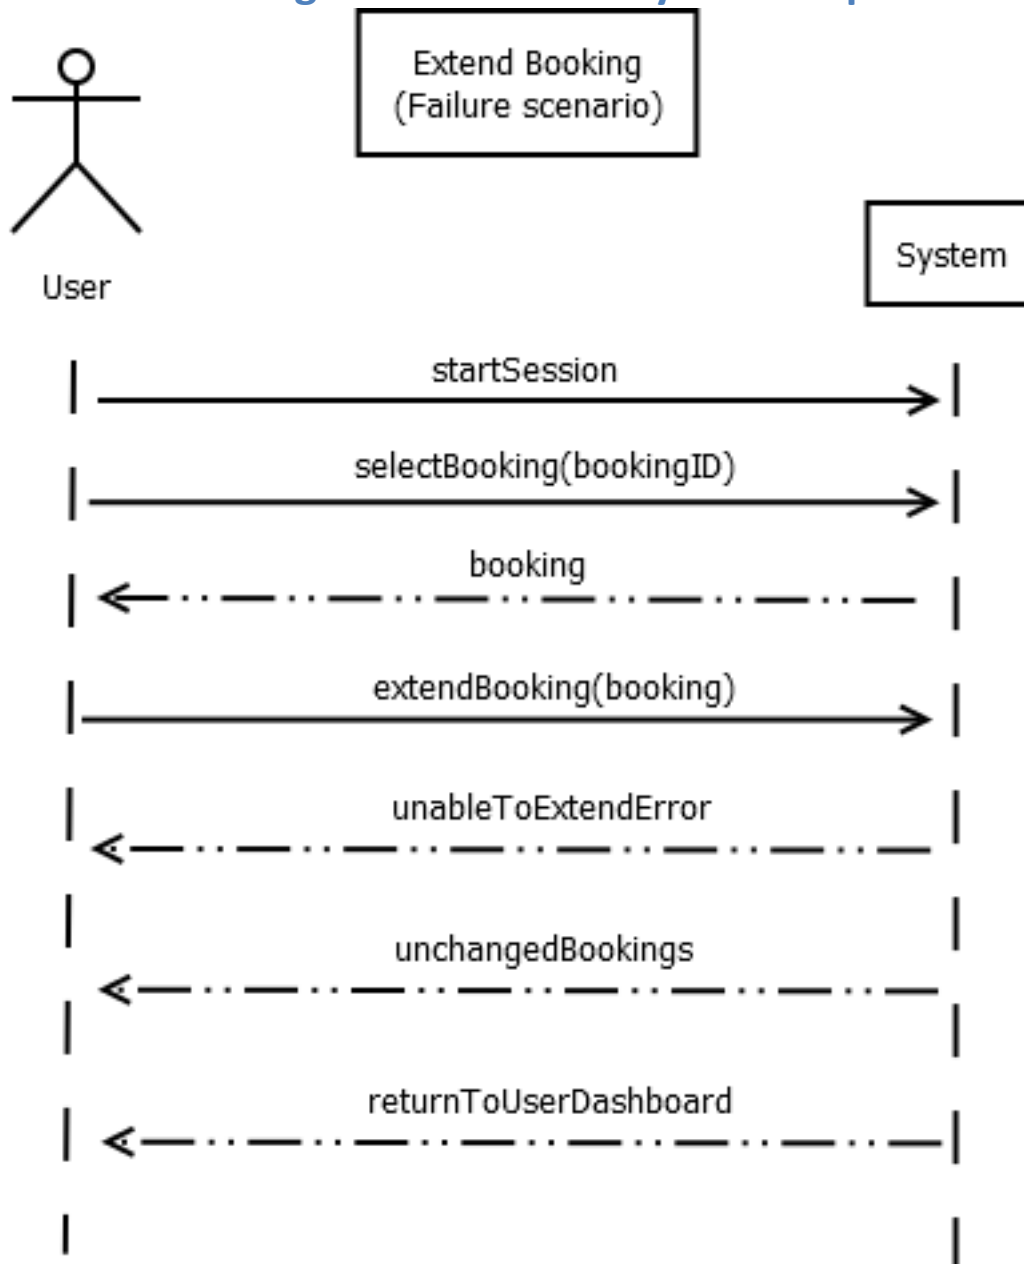 Extend Booking
(Failure scenario)
System
User
startSession
selectBooking(bookingID)
booking
extendBooking(booking)
unableToExtendError
unchangedBookings
returnToUserDashboard